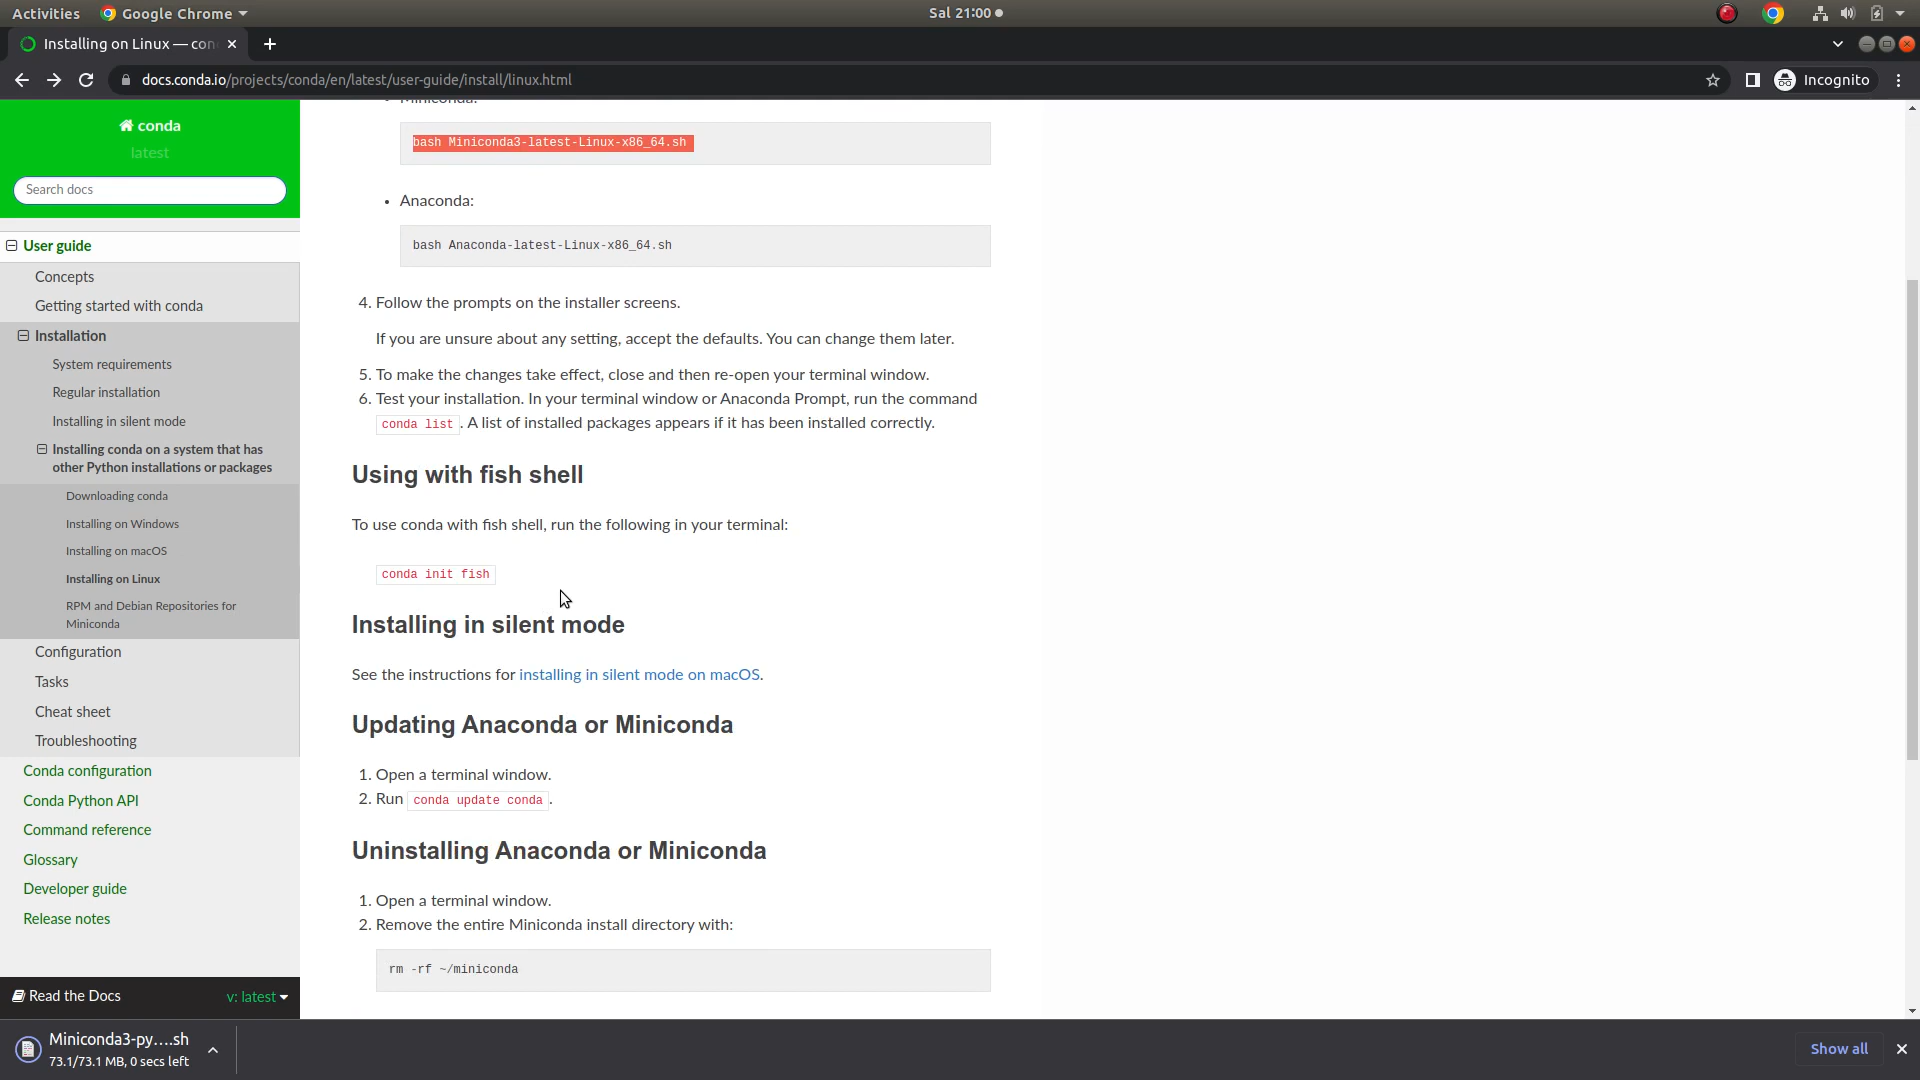 Activities
Google Chrome
Sal 21:00
Installing on Linux — con
docs.conda.io/projects/conda/en/latest/user-guide/install/linux.html
Incognito
conda
latest
Search docs
User guide
Concepts
Getting started with conda
Installation
System requirements
Regular installation
Installing in silent mode
Installing conda on a system that has
other Python installations or packages
Downloading conda
Installing on Windows
Installing on macOS
Installing on Linux
RPM and Debian Repositories for
Miniconda
Configuration
Tasks
Cheat sheet
Troubleshooting
Conda configuration
Conda Python API
Command reference
Glossary
Developer guide
Release notes
Read the Docs
v: latest
Miniconda:
bash Miniconda3-latest-Linux-x86_64.sh
• Anaconda:
bash Anaconda-latest-Linux-x86_64.sh
4. Follow the prompts on the installer screens.
If you are unsure about any setting, accept the defaults. You can change them later.
5. To make the changes take effect, close and then re-open your terminal window.
6. Test your installation. In your terminal window or Anaconda Prompt, run the command
conda list. A list of installed packages appears if it has been installed correctly.
Using with fish shell
To use conda with fish shell, run the following in your terminal:
conda init fish
Installing in silent mode
See the instructions for installing in silent mode on macOS.
Updating Anaconda or Miniconda
1. Open a terminal window.
2. Run conda update conda.
Uninstalling Anaconda or Miniconda
1. Open a terminal window.
2. Remove the entire Miniconda install directory with:
rm -rf ~/miniconda
Miniconda3-py....sh
73.1/73.1 MB, 0 secs left
Show all